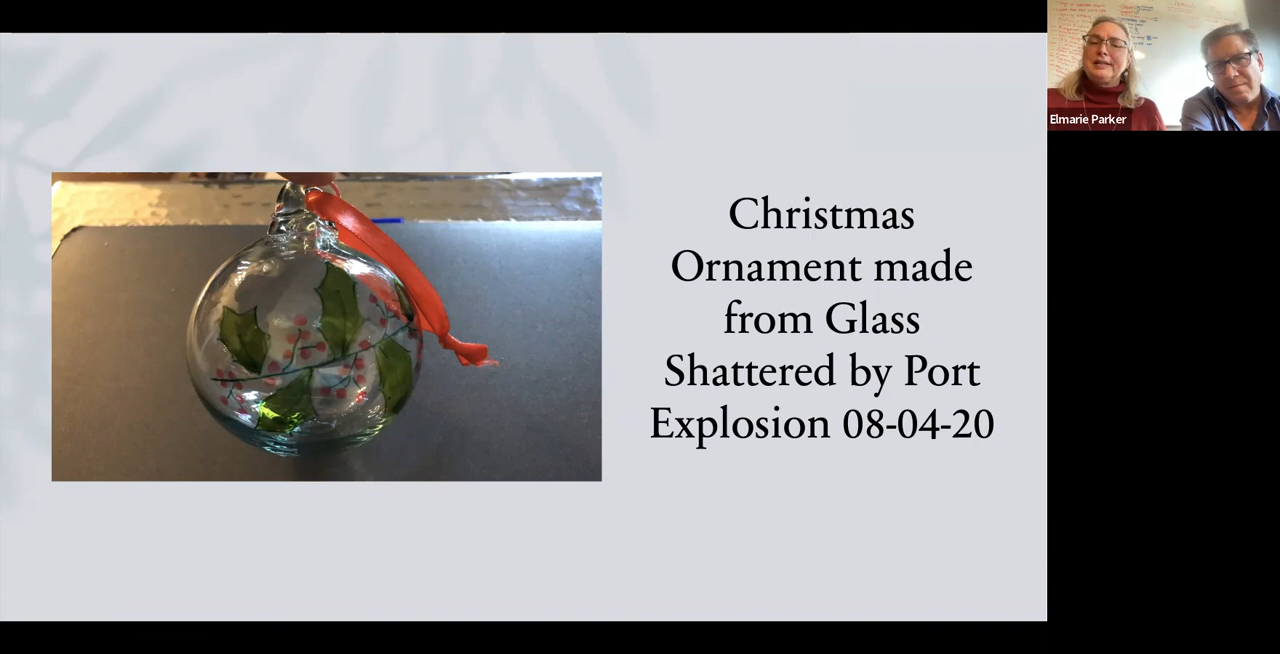 Christmas
Ornament made
from Glass
Shattered by Port
Explosion 08-04-20
Elmarie Parker